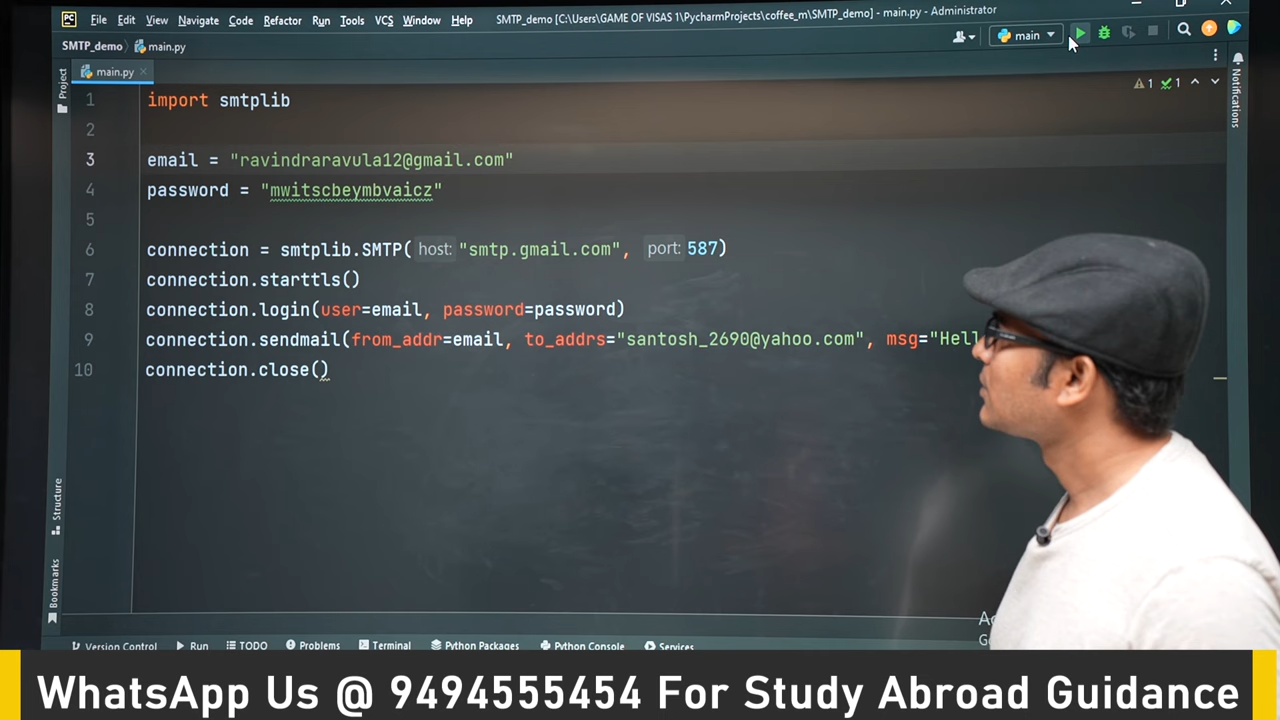 PC File Edit View Navigate Code Refactor Run Tools VCS Window Help SMTP_demo [C:\Users\GAME OF VISAS 1\PycharmProjects\coffee_m\SMTP_demo] - main.py - Administrator
SMTP_demo main.py main
main.py
Project
Notifications
1 1
1 import smtplib
2
3 email = "ravindraravula12@gmail.com"
4 password = "mwitscbeymbvaicz"
5
6 connection = smtplib.SMTP( host: "smtp.gmail.com", port: 587)
7 connection.starttls()
8 connection.login(user=email, password=password)
9 connection.sendmail(from_addr=email, to_addrs="santosh_2690@yahoo.com", msg="Hell
10 connection.close()
Structure
Bookmarks
Version Control Run TODO Problems Terminal Python Packages Python Console Services
WhatsApp Us @ 9494555454 For Study Abroad Guidance